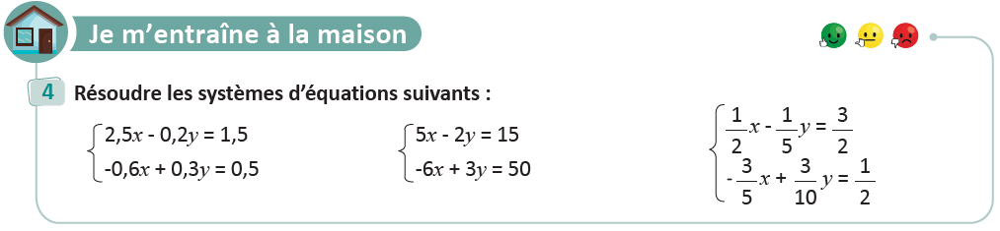 Je m'entraîne à la maison
4 Résoudre les systèmes d'équations suivants :
2,5x - 0,2y = 1,5
-0,6x + 0,3y = 0,5
5x - 2y = 15
-6x + 3y = 50
1/2 x - 1/5 y = 3/2
-3/5 x + 3/10 y = 1/2